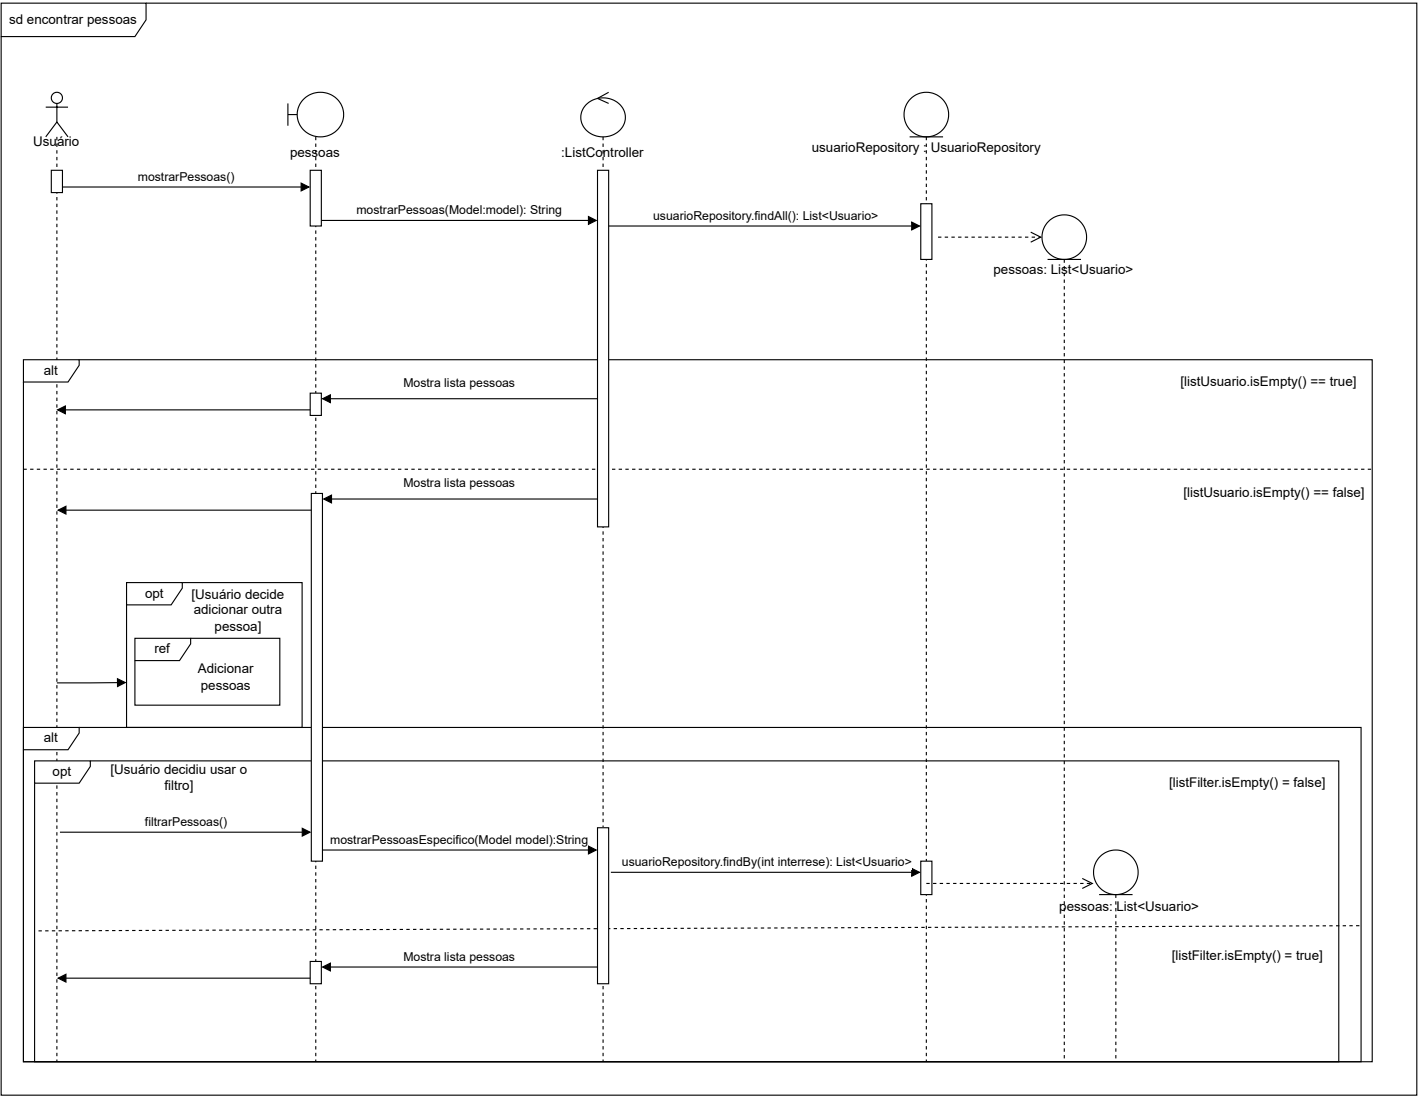 sd encontrar pessoas
Usuário
pessoas
:ListController
usuarioRepository : UsuarioRepository
mostrarPessoas()
mostrarPessoas(Model:model): String
usuarioRepository.findAll(): List<Usuario>
pessoas: List<Usuario>
alt
[listUsuario.isEmpty() == true]
Mostra lista pessoas
Mostra lista pessoas
[listUsuario.isEmpty() == false]
opt
[Usuário decide
adicionar outra
pessoa]
ref
Adicionar
pessoas
alt
opt
[Usuário decidiu usar o
filtro]
[listFilter.isEmpty() = false]
filtrarPessoas()
mostrarPessoasEspecifico(Model model):String
usuarioRepository.findBy(int interrese): List<Usuario>
pessoas: List<Usuario>
Mostra lista pessoas
[listFilter.isEmpty() = true]